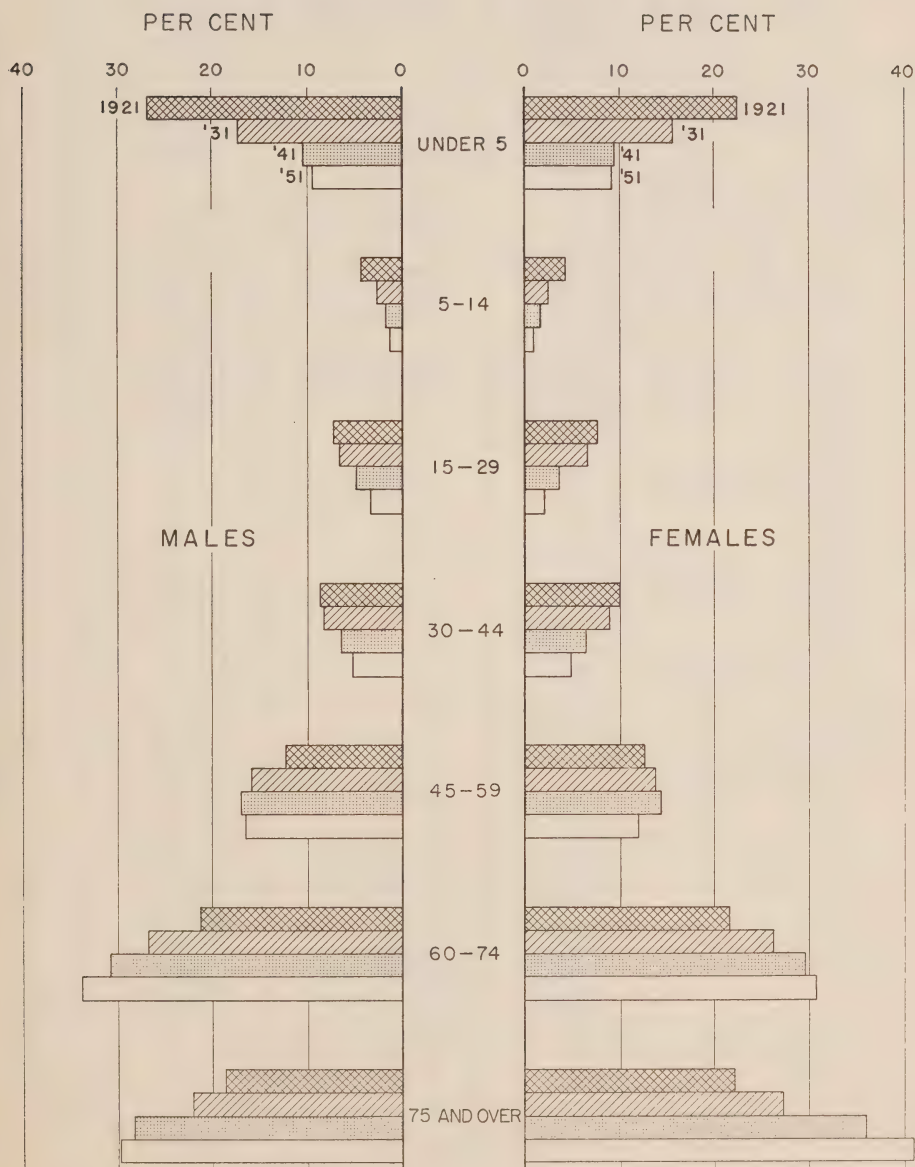 PER CENT PER CENT
40 30 20 10 0 0 10 20 30 40
1921 1921
'31 UNDER 5 '31
'41 '41
'51 '51
5-14
15-29
MALES FEMALES
30-44
45-59
60-74
75 AND OVER